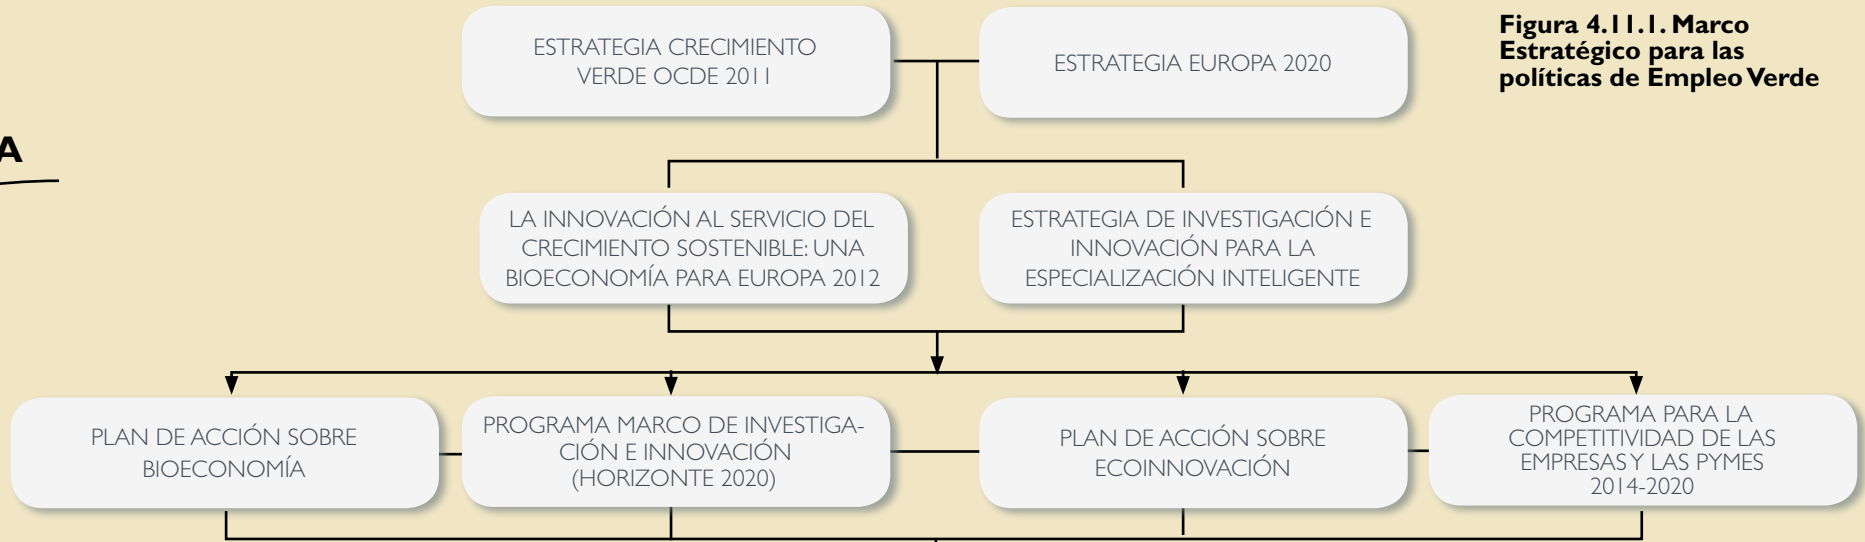 ESTRATEGIA CRECIMIENTO
VERDE OCDE 2011
ESTRATEGIA EUROPA 2020
Figura 4.11.1. Marco
Estratégico para las
políticas de Empleo Verde
A
LA INNOVACIÓN AL SERVICIO DEL
CRECIMIENTO SOSTENIBLE: UNA
BIOECONOMÍA PARA EUROPA 2012
ESTRATEGIA DE INVESTIGACIÓN E
INNOVACIÓN PARA LA
ESPECIALIZACIÓN INTELIGENTE
PLAN DE ACCIÓN SOBRE
BIOECONOMÍA
PROGRAMA MARCO DE INVESTIGA-
CIÓN E INNOVACIÓN
(HORIZONTE 2020)
PLAN DE ACCIÓN SOBRE
ECOINNOVACIÓN
PROGRAMA PARA LA
COMPETITIVIDAD DE LAS
EMPRESAS Y LAS PYMES
2014-2020